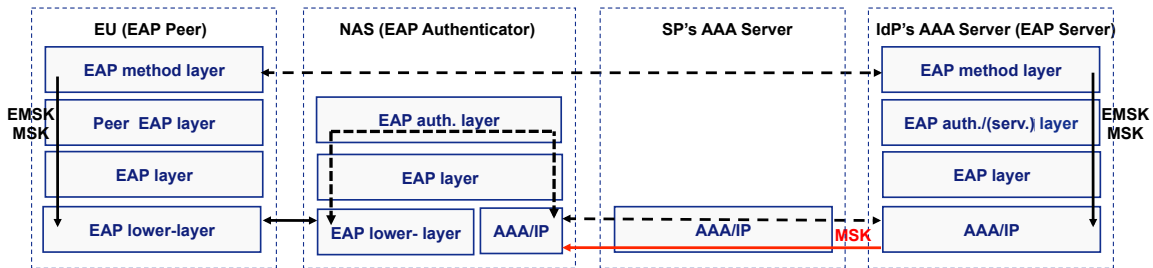 EU (EAP Peer)
EAP method layer
Peer EAP layer
EAP layer
EAP lower-layer
EMSK
MSK
NAS (EAP Authenticator)
EAP auth. layer
EAP layer
EAP lower- layer
AAA/IP
SP's AAA Server
AAA/IP
MSK
IdP's AAA Server (EAP Server)
EAP method layer
EAP auth./(serv.) layer
EAP layer
AAA/IP
EMSK
MSK